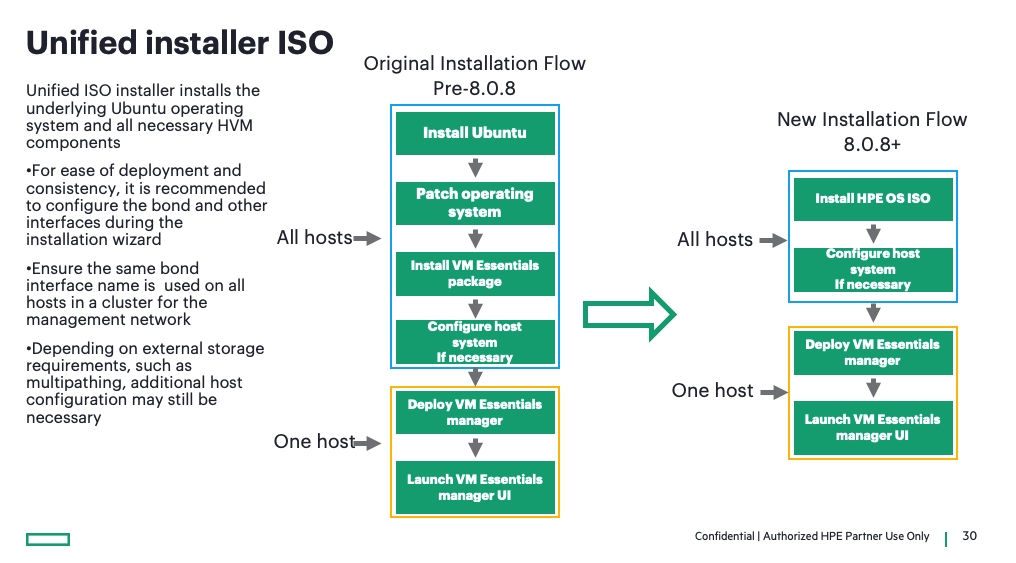 Unified installer ISO
Unified ISO installer installs the
underlying Ubuntu operating
system and all necessary HVM
components
•For ease of deployment and
consistency, it is recommended
to configure the bond and other
interfaces during the
installation wizard
•Ensure the same bond
interface name is  used on all
hosts in a cluster for the
management network
•Depending on external storage
requirements, such as
multipathing, additional host
configuration may still be
necessary
Original Installation Flow
Pre-8.0.8
All hosts
Install Ubuntu
Patch operating
system
Install VM Essentials
package
Configure host
system
If necessary
One host
Deploy VM Essentials
manager
Launch VM Essentials
manager UI
New Installation Flow
8.0.8+
All hosts
Install HPE OS ISO
Configure host
system
If necessary
One host
Deploy VM Essentials
manager
Launch VM Essentials
manager UI
Confidential | Authorized HPE Partner Use Only
30